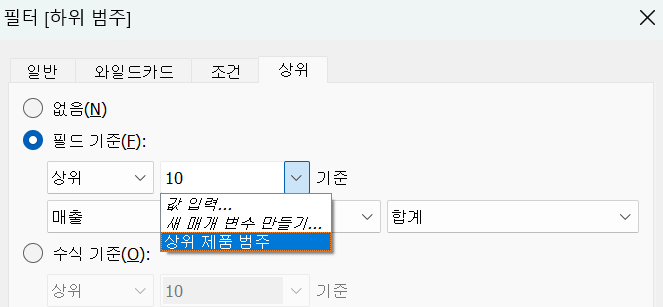 필터 [하위 범주]
일반 와일드카드 조건 상위
없음(N)
필드 기준(F):
상위 10 기준
값 입력...
새 매개 변수 만들기...
상위 제품 범주
매출 합계
수식 기준(O):
상위 10